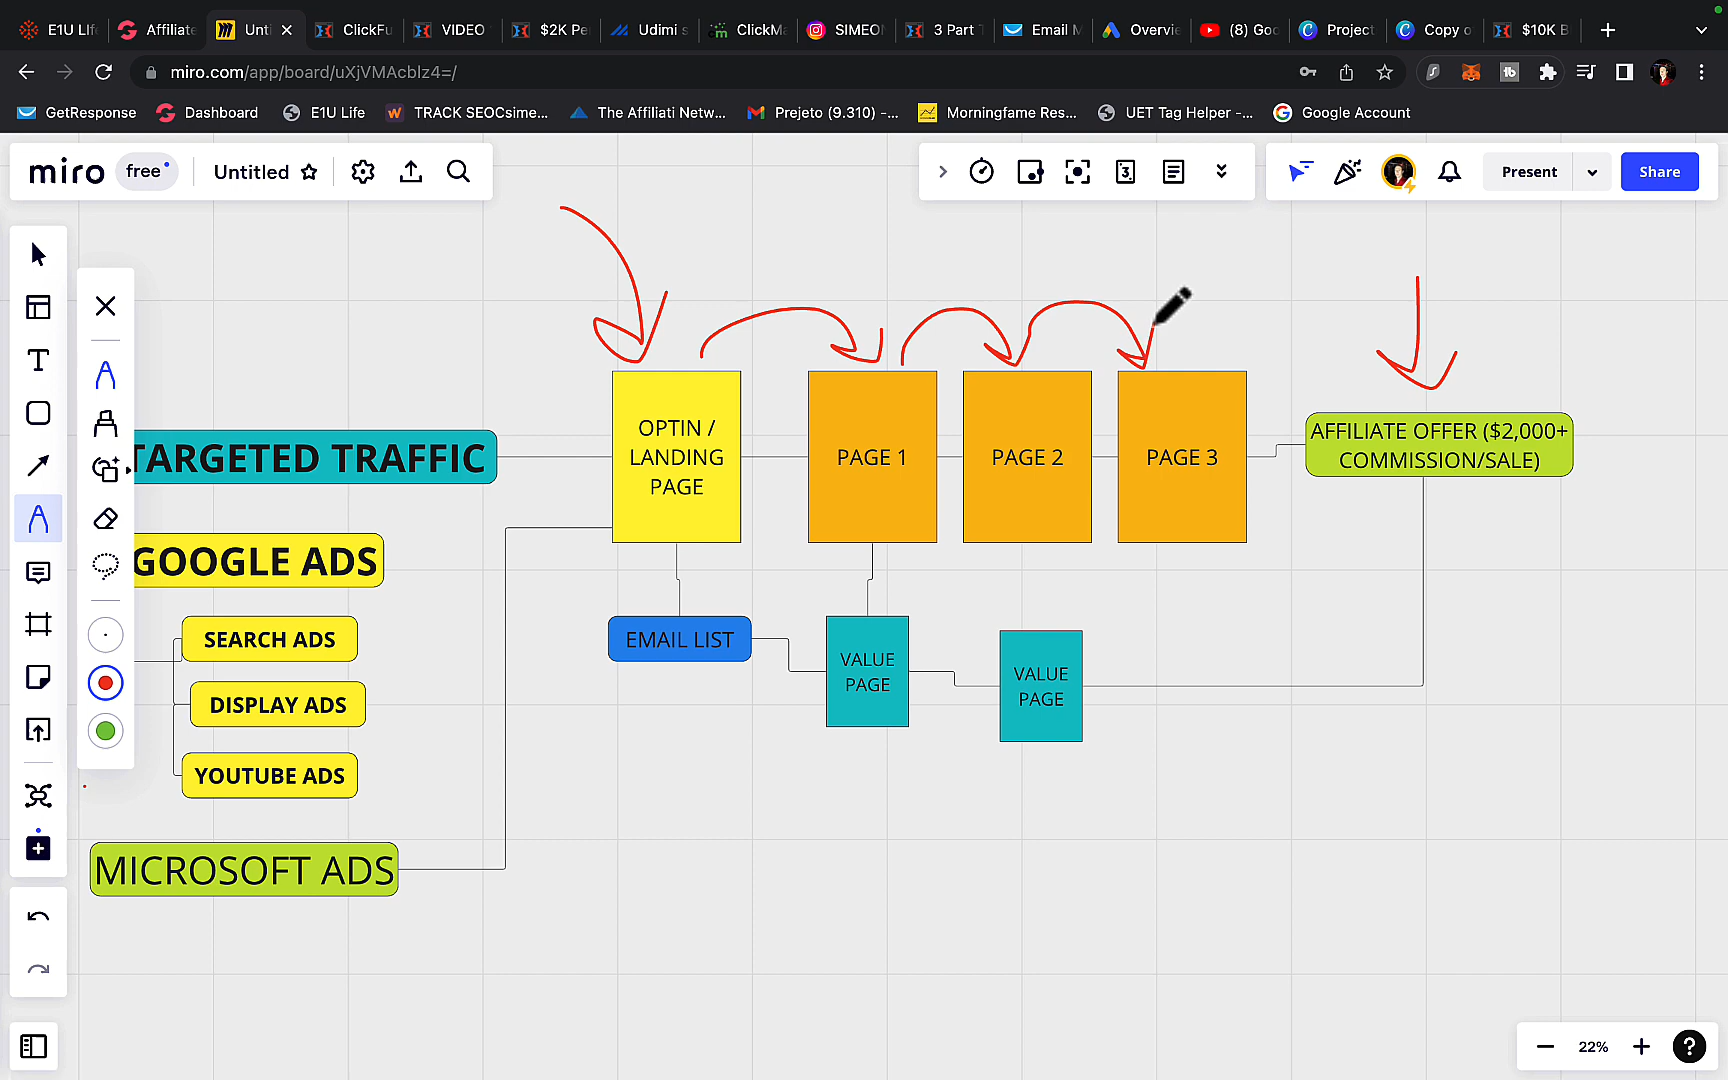 E1U Life
Affiliate
Unti
ClickFu
VIDEO
$2K Pe
Udimi s
ClickMa
SIMEON
3 Part T
Email M
Overvie
(8) Goo
Project
Copy o
$10K B
miro.com/app/board/uXjVMAcblz4=/
GetResponse
Dashboard
E1U Life
TRACK SEOCsime...
The Affiliati Netw...
Prejeto (9.310) -...
Morningfame Res...
UET Tag Helper -...
Google Account
miro
free
Untitled
3
Present
Share
OPTIN /
LANDING
PAGE
PAGE 1
PAGE 2
PAGE 3
AFFILIATE OFFER ($2,000+
COMMISSION/SALE)
TARGETED TRAFFIC
GOOGLE ADS
SEARCH ADS
DISPLAY ADS
YOUTUBE ADS
MICROSOFT ADS
EMAIL LIST
VALUE
PAGE
VALUE
PAGE
22%